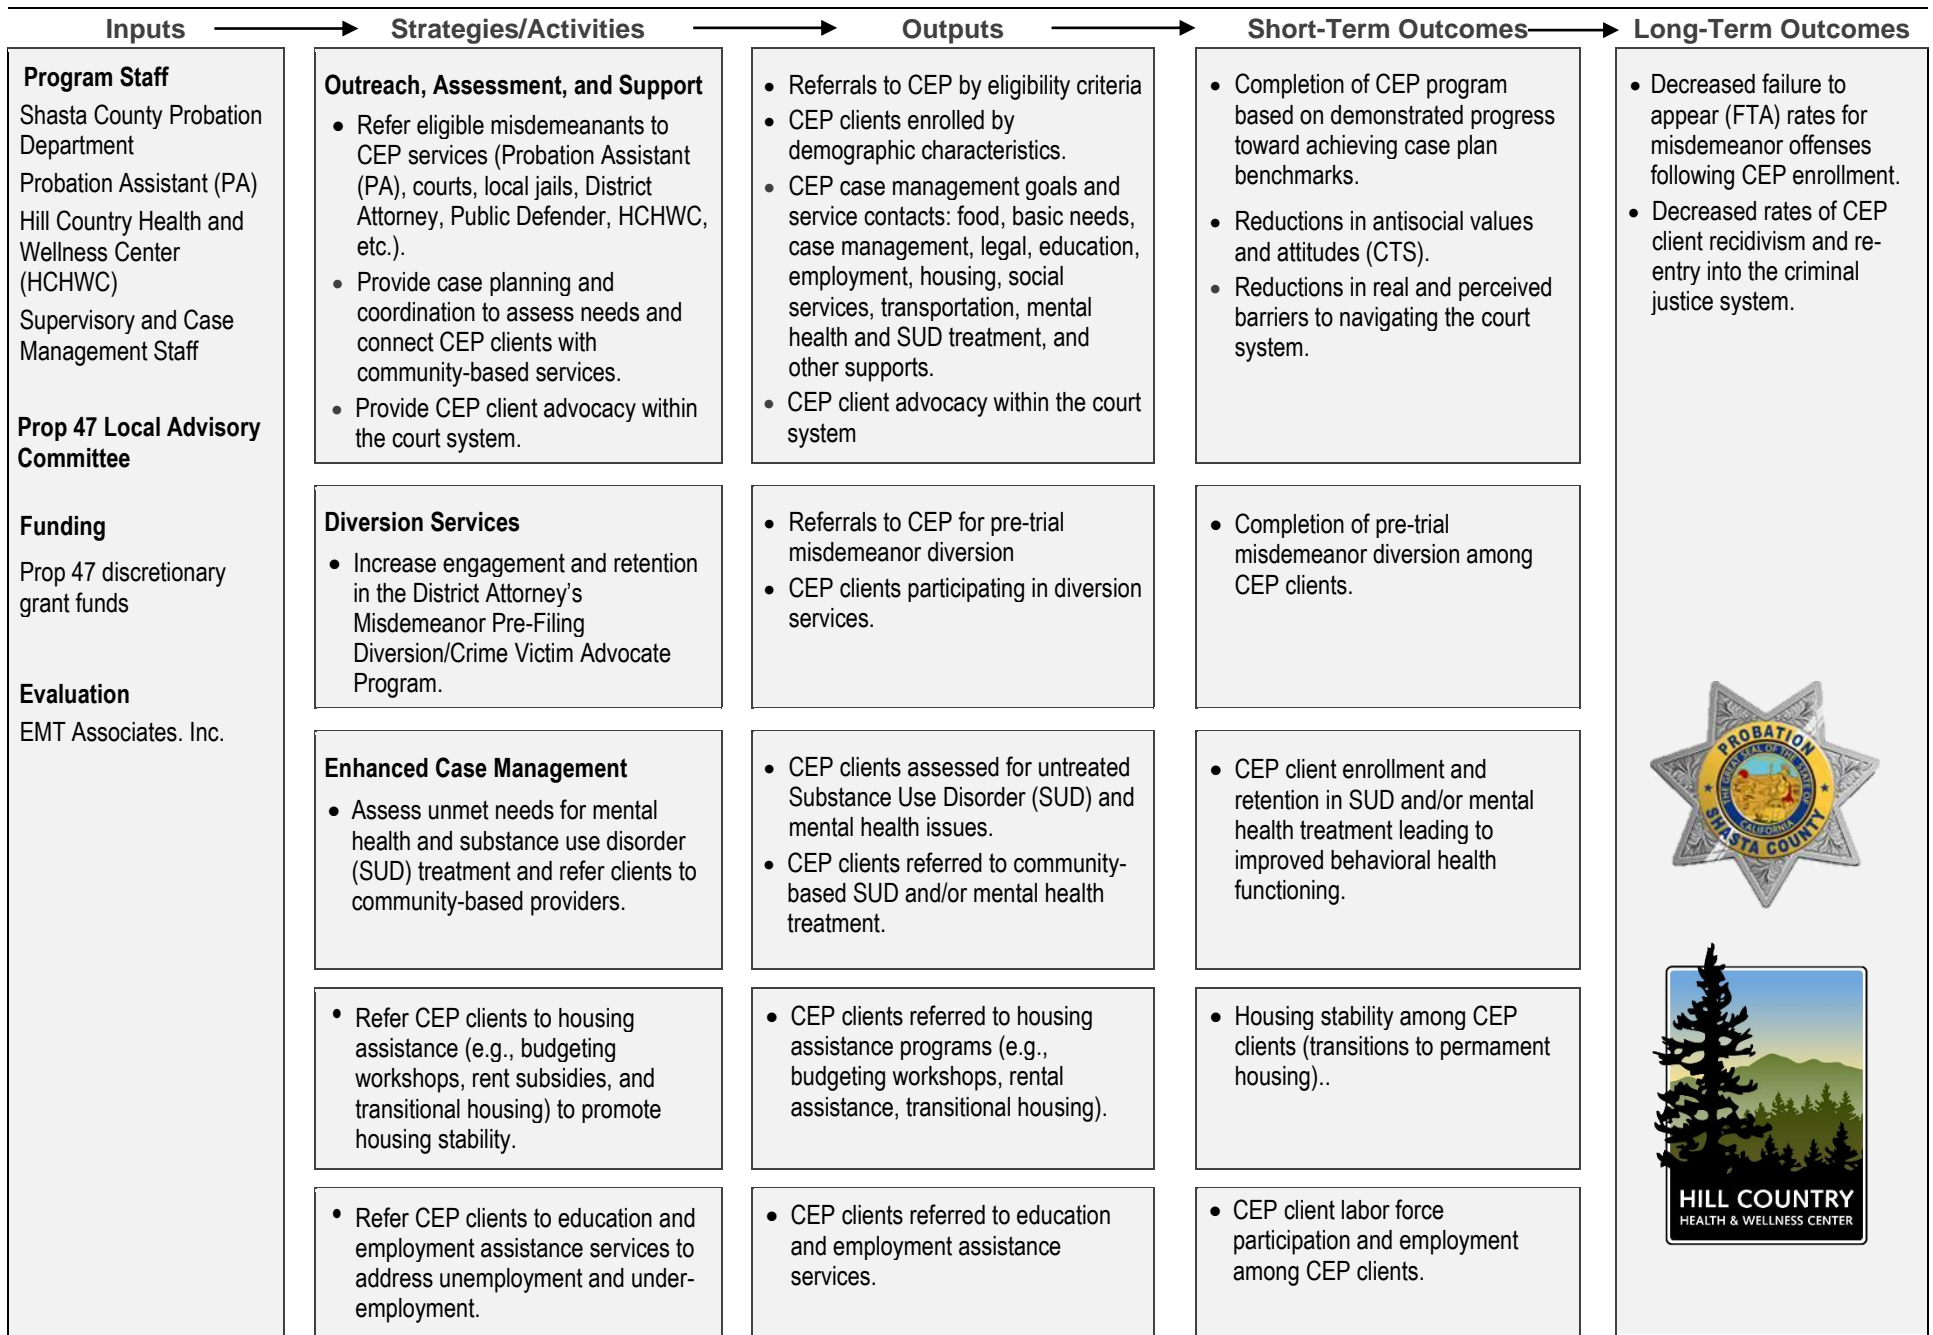 Inputs
Strategies/Activities
Outputs
Short-Term Outcomes
Long-Term Outcomes
Program Staff
Shasta County Probation
Department
Probation Assistant (PA)
Hill Country Health and
Wellness Center
(HCHWC)
Supervisory and Case
Management Staff
Prop 47 Local Advisory
Committee
Funding
Prop 47 discretionary
grant funds
Evaluation
EMT Associates. Inc.
Outreach, Assessment, and Support
• Refer eligible misdemeanants to
CEP services (Probation Assistant
(PA), courts, local jails, District
Attorney, Public Defender, HCHWC,
etc.).
• Provide case planning and
coordination to assess needs and
connect CEP clients with
community-based services.
• Provide CEP client advocacy within
the court system.
• Referrals to CEP by eligibility criteria
• CEP clients enrolled by
demographic characteristics.
• CEP case management goals and
service contacts: food, basic needs,
case management, legal, education,
employment, housing, social
services, transportation, mental
health and SUD treatment, and
other supports.
• CEP client advocacy within the court
system
• Completion of CEP program
based on demonstrated progress
toward achieving case plan
benchmarks.
• Reductions in antisocial values
and attitudes (CTS).
• Reductions in real and perceived
barriers to navigating the court
system.
• Decreased failure to
appear (FTA) rates for
misdemeanor offenses
following CEP enrollment.
• Decreased rates of CEP
client recidivism and re-
entry into the criminal
justice system.
Diversion Services
• Increase engagement and retention
in the District Attorney’s
Misdemeanor Pre-Filing
Diversion/Crime Victim Advocate
Program.
• Referrals to CEP for pre-trial
misdemeanor diversion
• CEP clients participating in diversion
services.
• Completion of pre-trial
misdemeanor diversion among
CEP clients.
Enhanced Case Management
• Assess unmet needs for mental
health and substance use disorder
(SUD) treatment and refer clients to
community-based providers.
• CEP clients assessed for untreated
Substance Use Disorder (SUD) and
mental health issues.
• CEP clients referred to community-
based SUD and/or mental health
treatment.
• CEP client enrollment and
retention in SUD and/or mental
health treatment leading to
improved behavioral health
functioning.
• Refer CEP clients to housing
assistance (e.g., budgeting
workshops, rent subsidies, and
transitional housing) to promote
housing stability.
• CEP clients referred to housing
assistance programs (e.g.,
budgeting workshops, rental
assistance, transitional housing).
• Housing stability among CEP
clients (transitions to permament
housing)..
• Refer CEP clients to education and
employment assistance services to
address unemployment and under-
employment.
• CEP clients referred to education
and employment assistance
services.
• CEP client labor force
participation and employment
among CEP clients.
PROBATION
THE GREAT SEAL OF THE STATE OF
CALIFORNIA
SHASTA COUNTY
HILL COUNTRY
HEALTH & WELLNESS CENTER